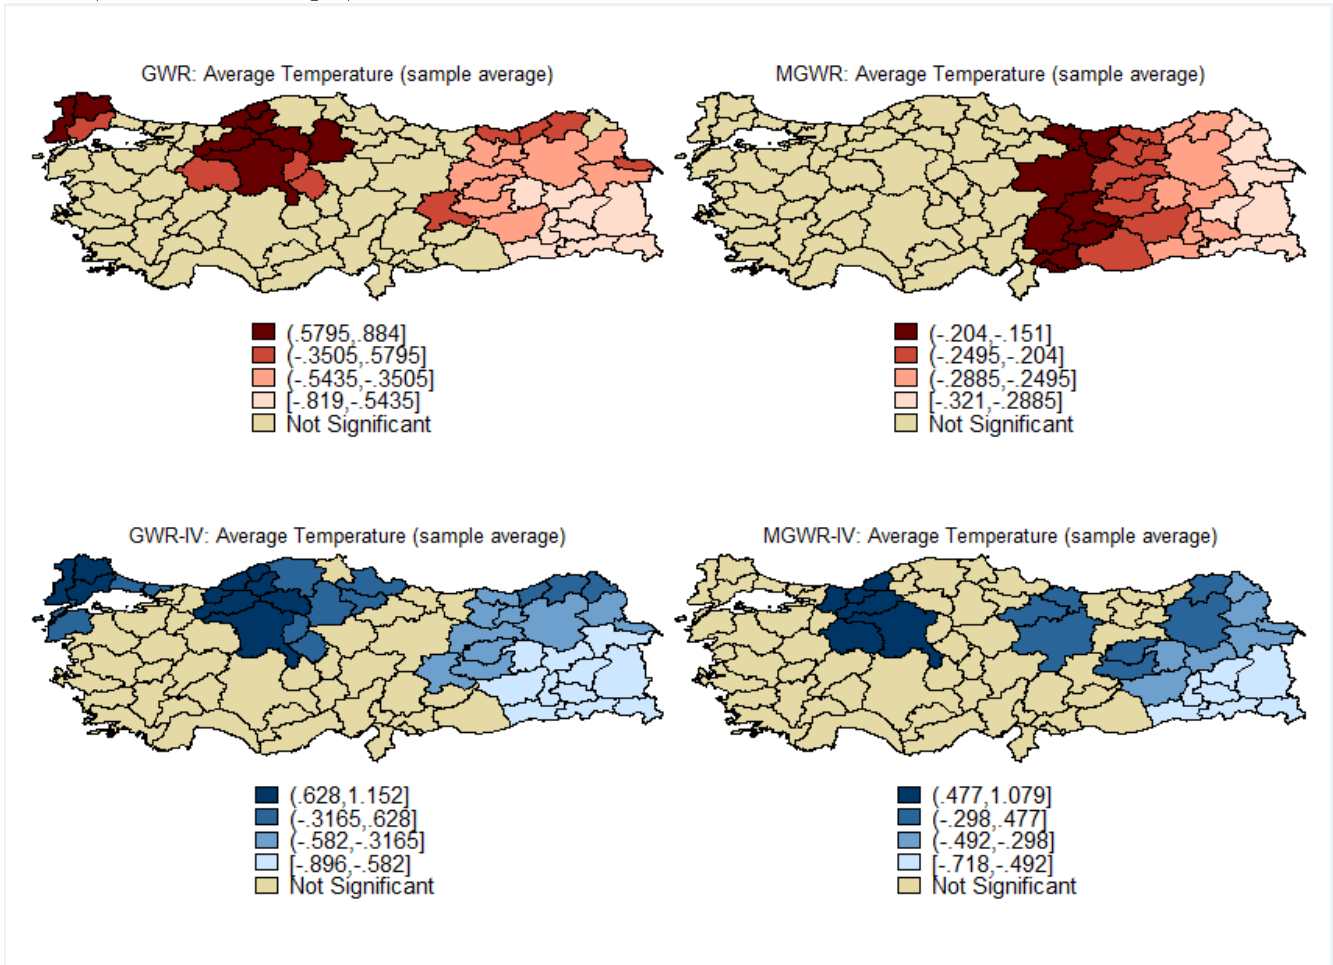 GWR: Average Temperature (sample average)
(.5795,.884]
(-.3505,.5795]
(-.5435,-.3505]
[-.819,-.5435]
Not Significant
MGWR: Average Temperature (sample average)
(-.204,-.151]
(-.2495,-.204]
(-.2885,-.2495]
[-.321,-.2885]
Not Significant
GWR-IV: Average Temperature (sample average)
(.628,1.152]
(-.3165,.628]
(-.582,-.3165]
[-.896,-.582]
Not Significant
MGWR-IV: Average Temperature (sample average)
(.477,1.079]
(-.298,.477]
(-.492,-.298]
[-.718,-.492]
Not Significant